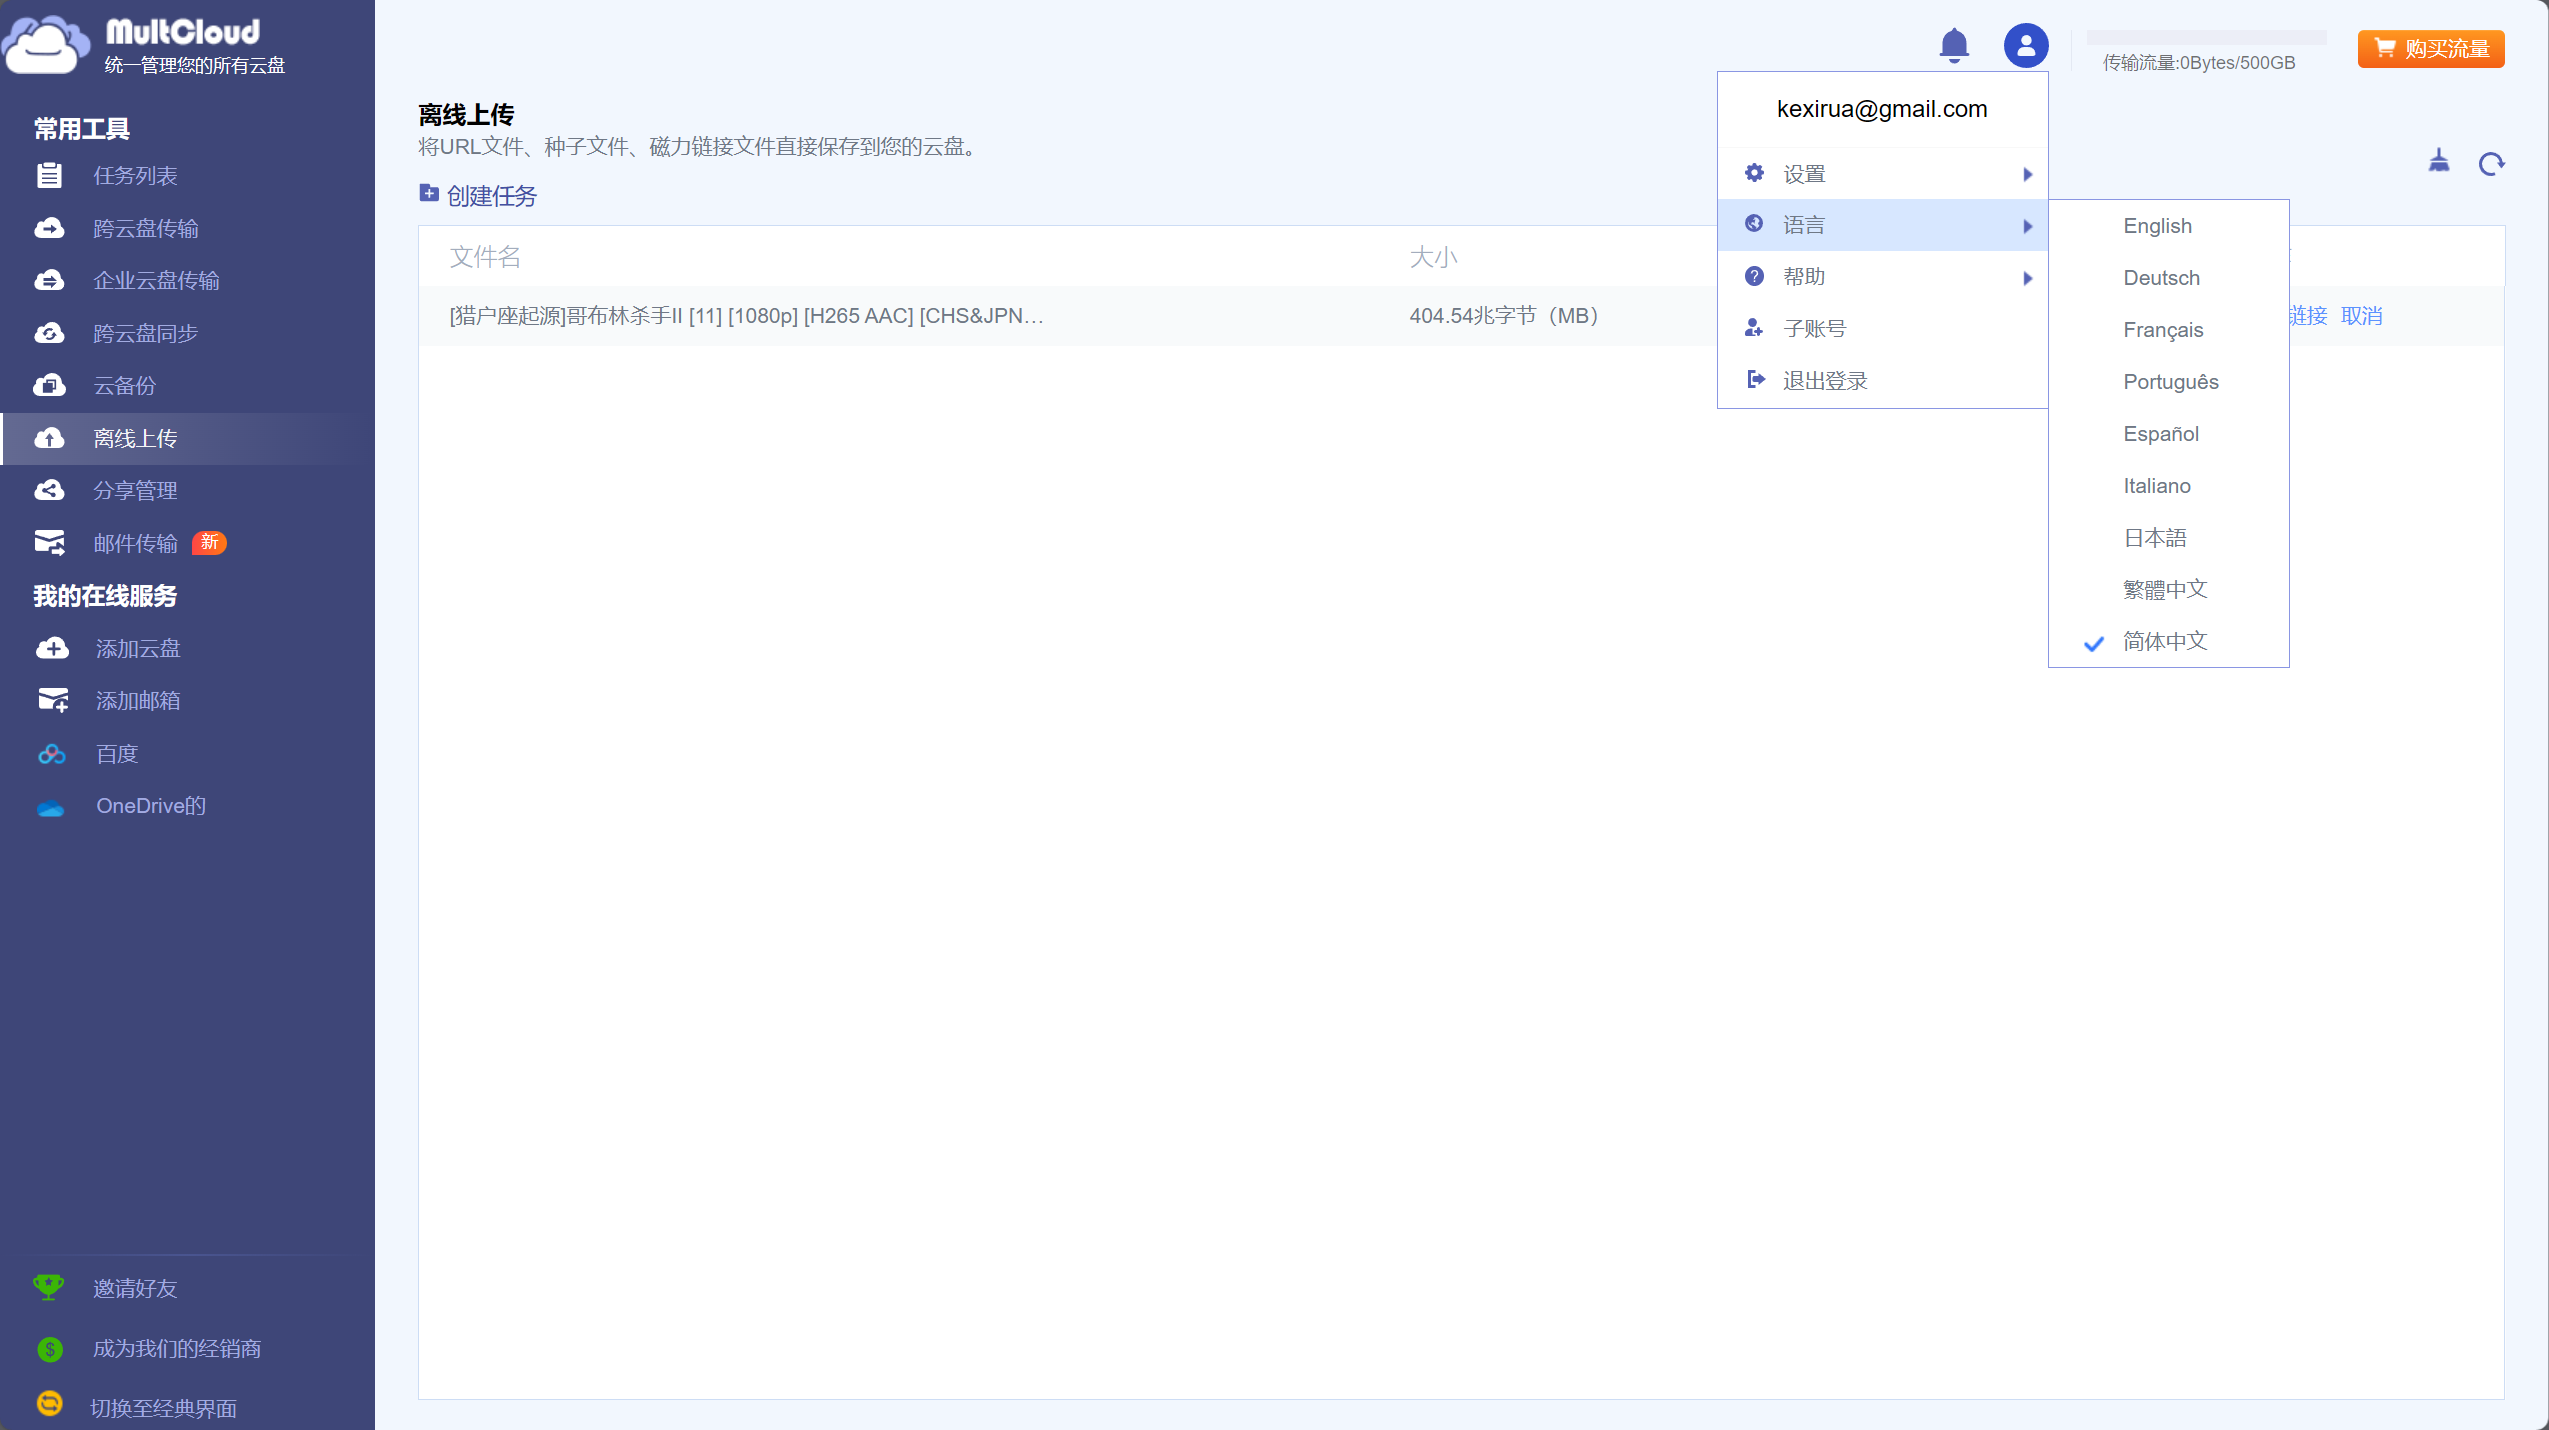 MultCloud
统一管理您的所有云盘
常用工具
任务列表
跨云盘传输
企业云盘传输
跨云盘同步
云备份
离线上传
分享管理
邮件传输 新
我的在线服务
添加云盘
添加邮箱
百度
OneDrive的
邀请好友
成为我们的经销商
切换至经典界面
传输流量:0Bytes/500GB
购买流量
离线上传
将URL文件、种子文件、磁力链接文件直接保存到您的云盘。
创建任务
文件名 大小
[猎户座起源]哥布林杀手II [11] [1080p] [H265 AAC] [CHS&JPN… 404.54兆字节（MB） 链接 取消
kexirua@gmail.com
设置
语言
帮助
子账号
退出登录
English
Deutsch
Français
Português
Español
Italiano
日本語
繁體中文
简体中文